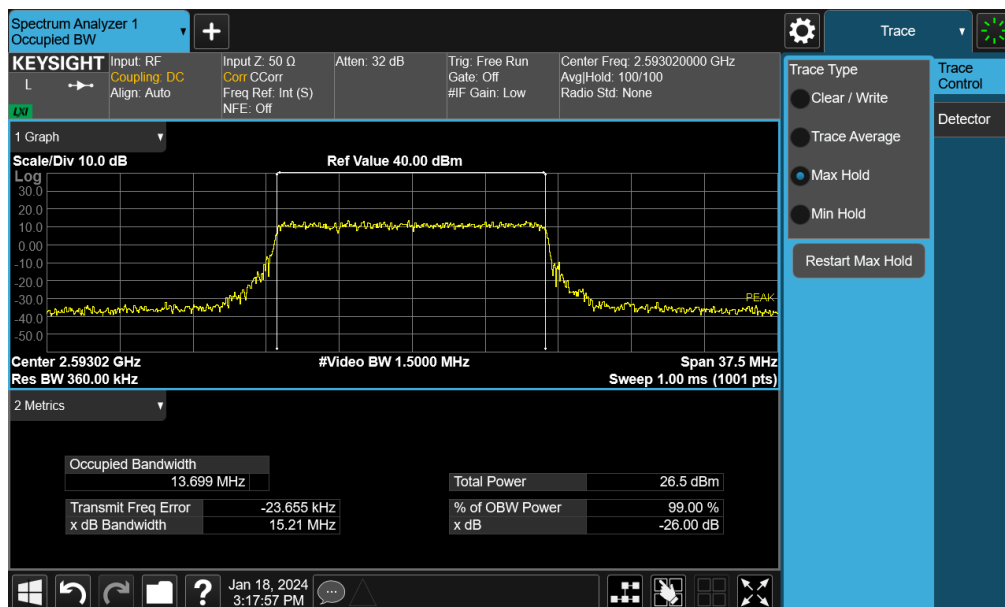 Spectrum Analyzer 1
Occupied BW
Trace
KEYSIGHT
L
LXI
Input: RF
Coupling: DC
Align: Auto
Input Z: 50 Ω
Corr CCorr
Freq Ref: Int (S)
NFE: Off
Atten: 32 dB
Trig: Free Run
Gate: Off
#IF Gain: Low
Center Freq: 2.593020000 GHz
Avg|Hold: 100/100
Radio Std: None
Trace Type
Clear / Write
Trace Average
Max Hold
Min Hold
Restart Max Hold
Trace
Control
Detector
1 Graph
Scale/Div 10.0 dB
Ref Value 40.00 dBm
Log
30.0
20.0
10.0
0.00
-10.0
-20.0
-30.0
-40.0
-50.0
PEAK
Center 2.59302 GHz
#Video BW 1.5000 MHz
Span 37.5 MHz
Res BW 360.00 kHz
Sweep 1.00 ms (1001 pts)
2 Metrics
Occupied Bandwidth
13.699 MHz
Total Power 26.5 dBm
Transmit Freq Error -23.655 kHz
% of OBW Power 99.00 %
x dB Bandwidth 15.21 MHz
x dB -26.00 dB
Jan 18, 2024
3:17:57 PM